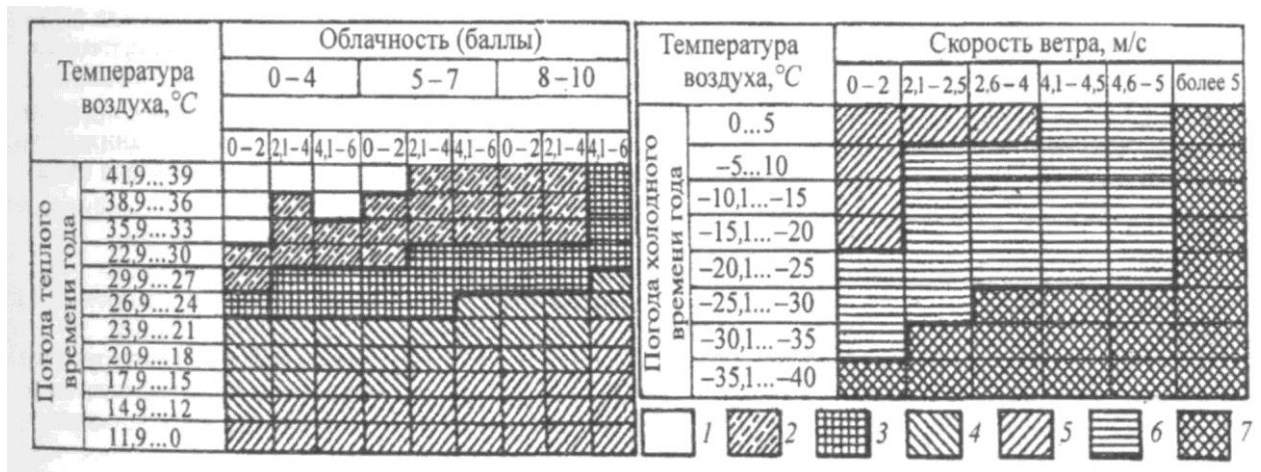 Температура воздуха, °С
Облачность (баллы)
0 – 4 5 – 7 8 – 10
0 – 2 2,1 – 4 4,1 – 6 0 – 2 2,1 – 4 4,1 – 6 0 – 2 2,1 – 4 4,1 – 6
Погода теплого времени года
41,9...39
38,9...36
35,9...33
22,9...30
29,9...27
26,9...24
23,9...21
20,9...18
17,9...15
14,9...12
11,9...0
Температура воздуха, °С
Скорость ветра, м/с
0 – 2 2,1 – 2,5 2,6 – 4 4,1 – 4,5 4,6 – 5 более 5
Погода холодного времени года
0...5
–5...10
–10,1...–15
–15,1...–20
–20,1...–25
–25,1...–30
–30,1...–35
–35,1...–40
1 2 3 4 5 6 7